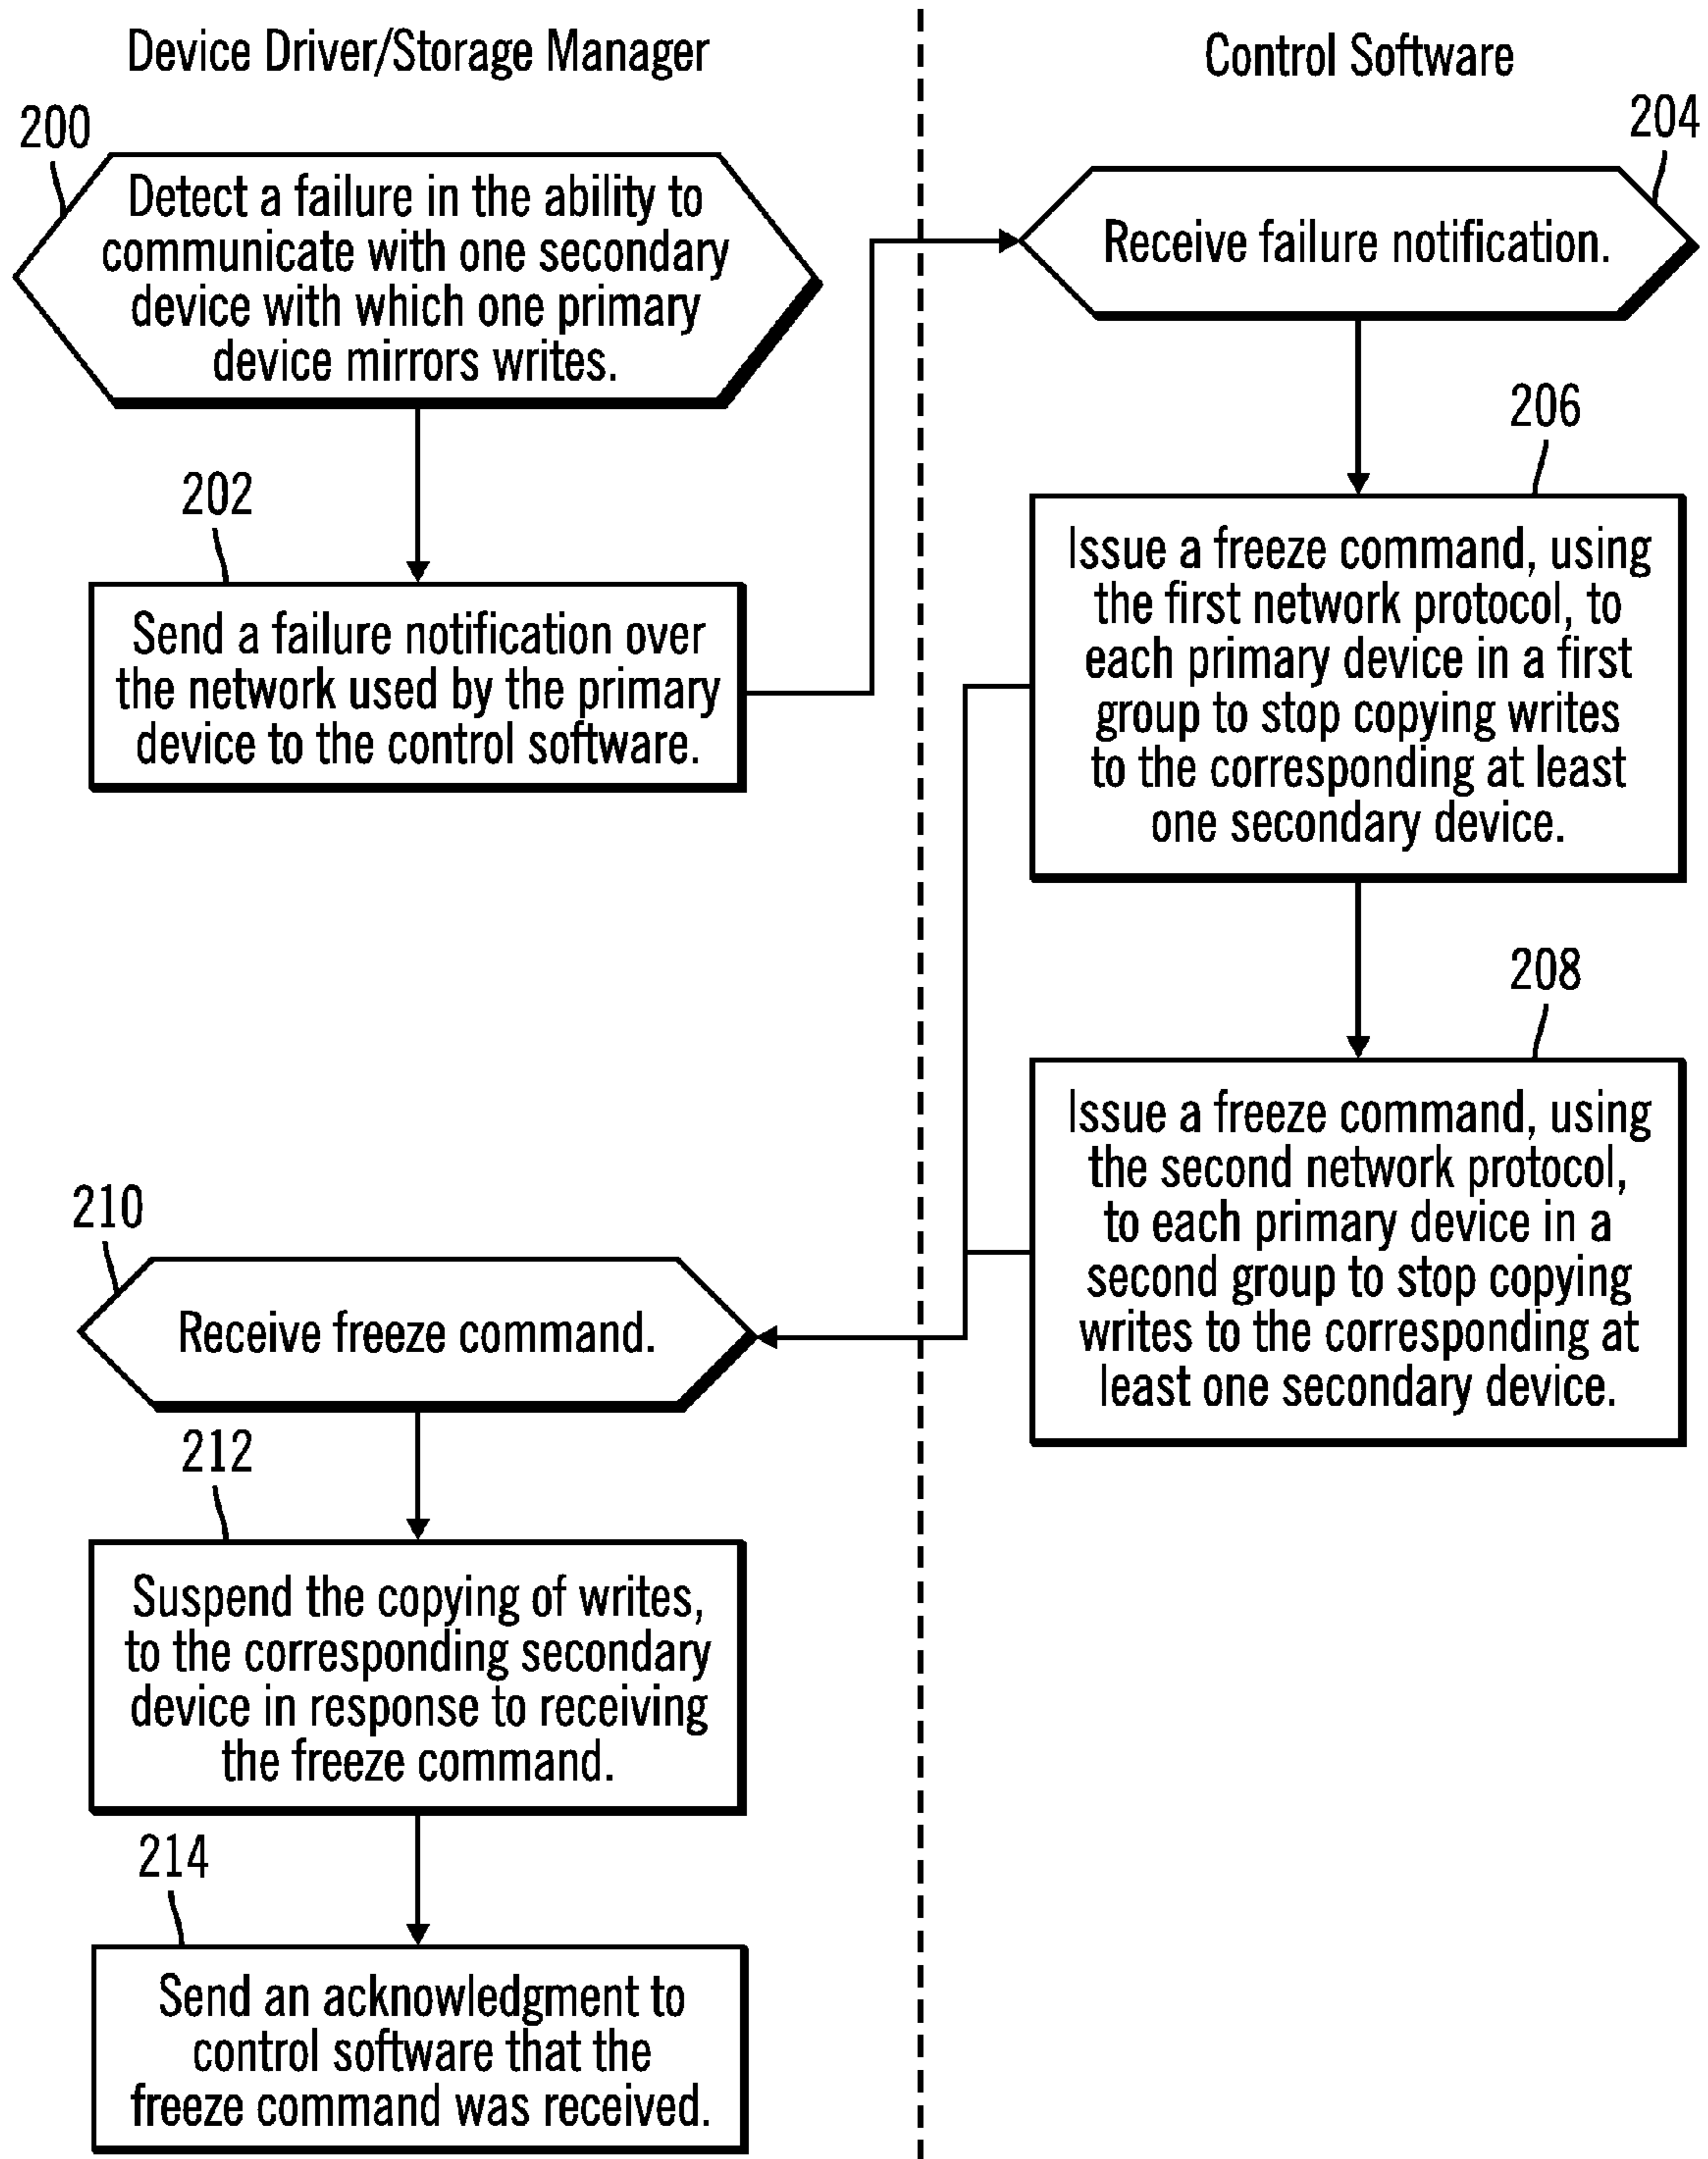 Device Driver/Storage Manager
Control Software
200
Detect a failure in the ability to
communicate with one secondary
device with which one primary
device mirrors writes.
202
Send a failure notification over
the network used by the primary
device to the control software.
204
Receive failure notification.
206
Issue a freeze command, using
the first network protocol, to
each primary device in a first
group to stop copying writes
to the corresponding at least
one secondary device.
208
Issue a freeze command, using
the second network protocol,
to each primary device in a
second group to stop copying
writes to the corresponding at
least one secondary device.
210
Receive freeze command.
212
Suspend the copying of writes,
to the corresponding secondary
device in response to receiving
the freeze command.
214
Send an acknowledgment to
control software that the
freeze command was received.